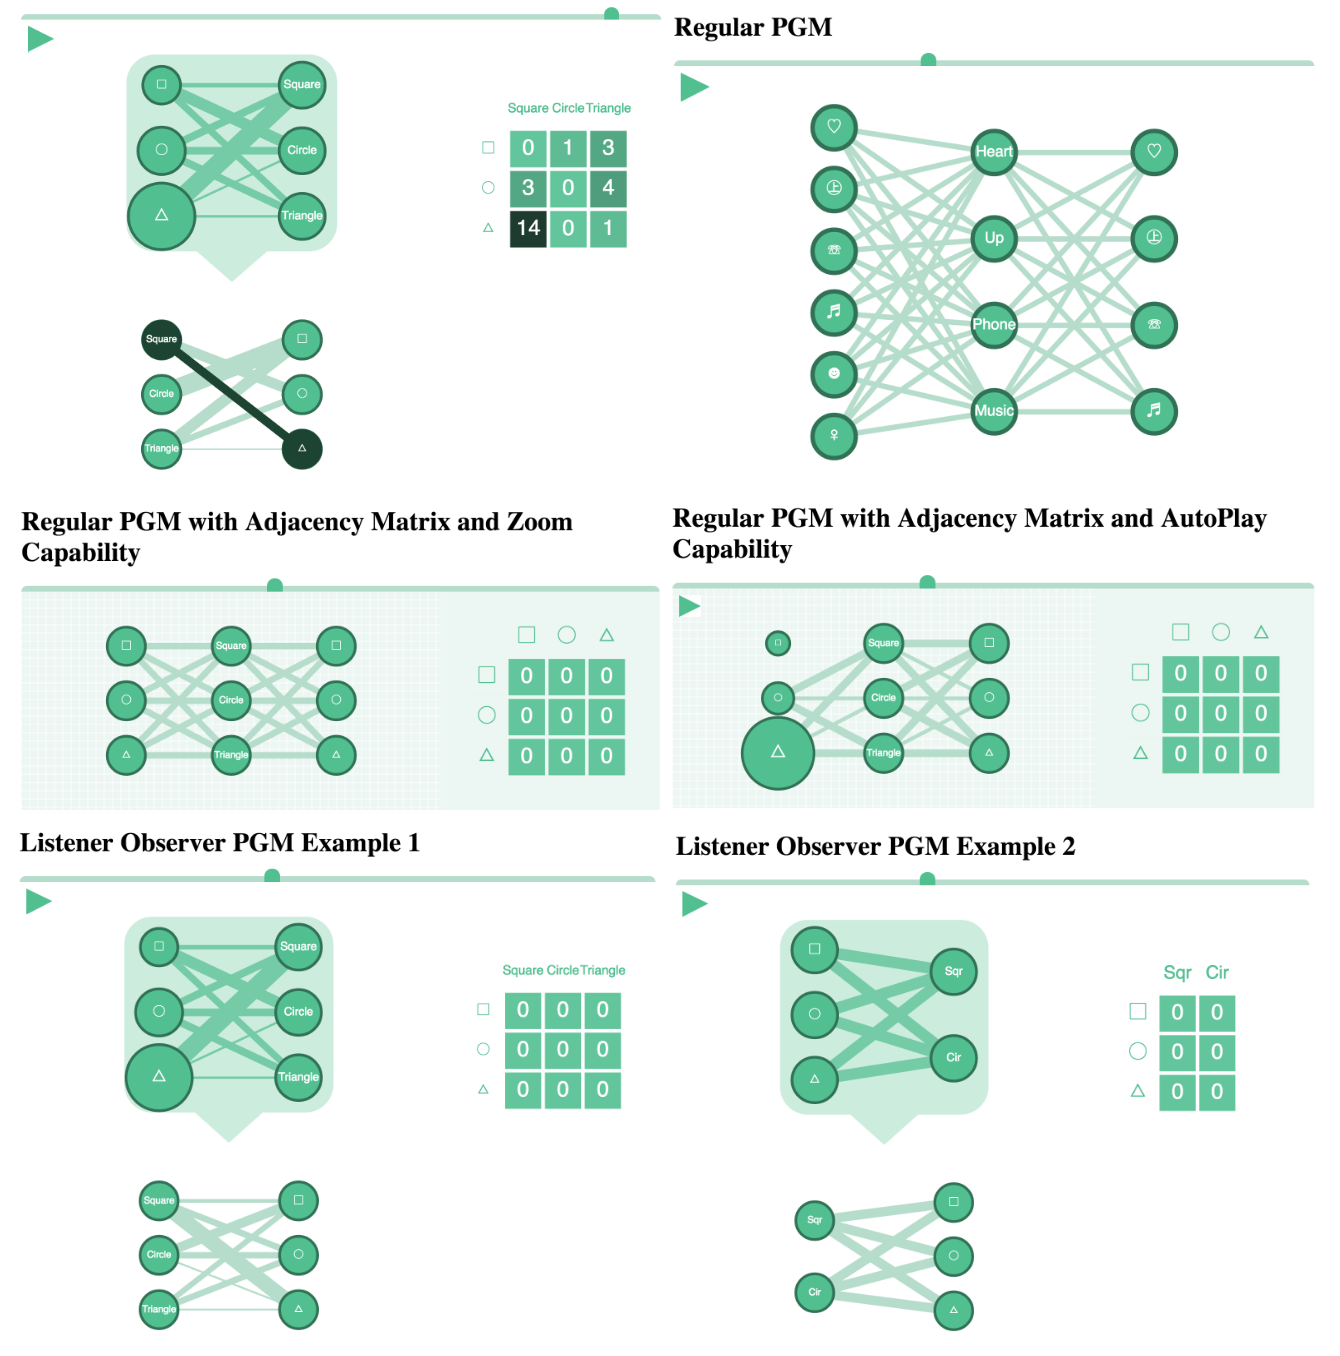 □ Square
○ Circle
△ Triangle
Square Circle Triangle
□ 0 1 3
○ 3 0 4
△ 14 0 1
Square □
Circle ○
Triangle △
Regular PGM
♡ Heart ♡
㊤ Up ㊤
☏ Phone ☏
♬ Music ♬
☻
♀
Regular PGM with Adjacency Matrix and Zoom
Capability
□ Square □
○ Circle ○
△ Triangle △
□ ○ △
□ 0 0 0
○ 0 0 0
△ 0 0 0
Regular PGM with Adjacency Matrix and AutoPlay
Capability
□ Square □
○ Circle ○
△ Triangle △
□ ○ △
□ 0 0 0
○ 0 0 0
△ 0 0 0
Listener Observer PGM Example 1
□ Square
○ Circle
△ Triangle
Square Circle Triangle
□ 0 0 0
○ 0 0 0
△ 0 0 0
Square □
Circle ○
Triangle △
Listener Observer PGM Example 2
□ Sqr
○ Cir
△
Sqr Cir
□ 0 0
○ 0 0
△ 0 0
Sqr □
○
Cir △